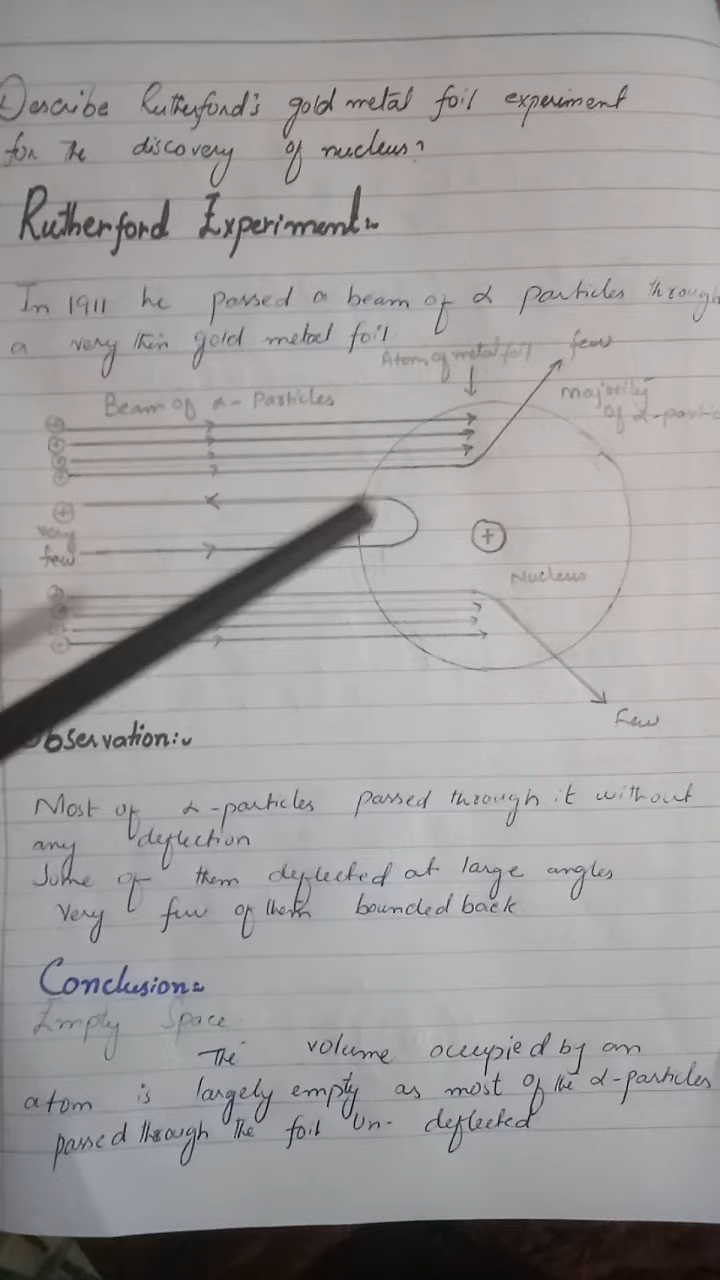 Describe Rutherford's gold metal foil experiment
for the discovery of nucleus?
Rutherford Experiment:
In 1911 he passed a beam of α particles through
a very thin gold metal foil
Atom of metal foil
few
Beam of α- Particles
majority
of α-partic
very
few
Nucleus
Few
Observation:
Most of α-particles passed through it without
any deflection
Some of them deflected at large angles
Very few of them bounded back
Conclusion:
Empty Space
The volume occupied by an
atom is largely empty as most of the α-particles
passed through the foil un- deflected